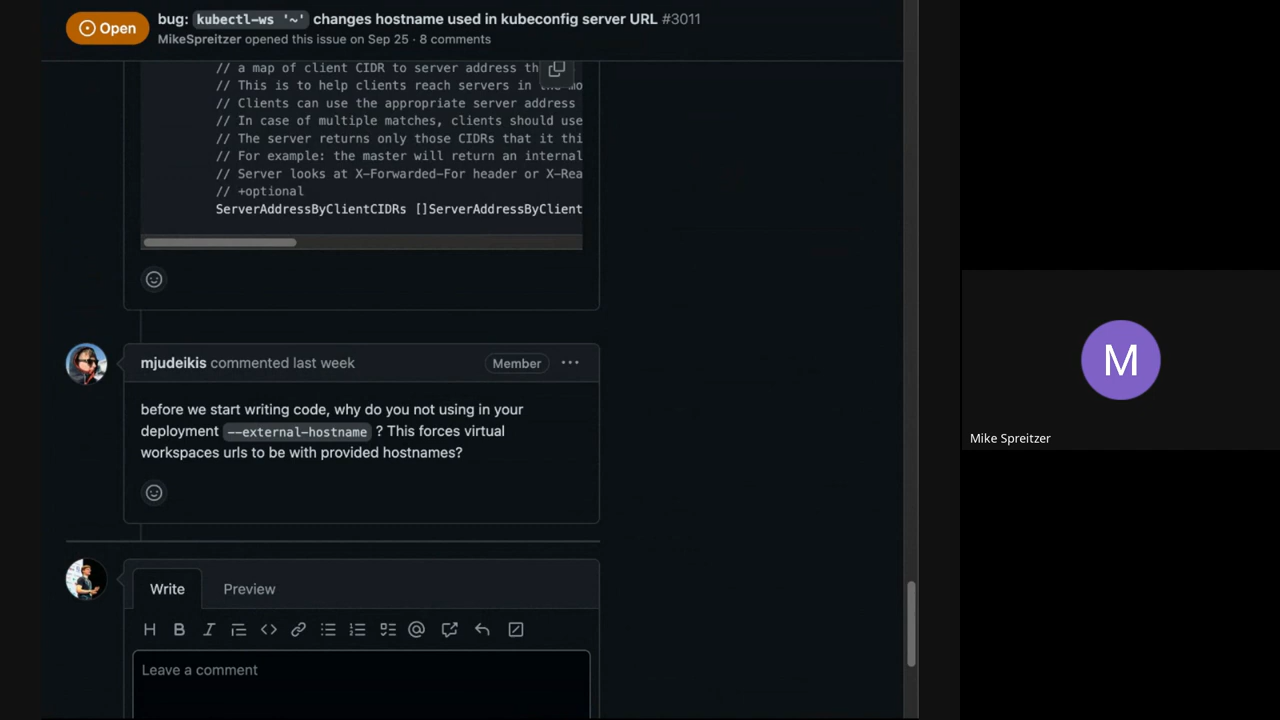 Open
bug: kubectl-ws '~' changes hostname used in kubeconfig server URL #3011
MikeSpreitzer opened this issue on Sep 25 · 8 comments
// a map of client CIDR to server address th
// This is to help clients reach servers in the mo
// Clients can use the appropriate server address
// In case of multiple matches, clients should use
// The server returns only those CIDRs that it thi
// For example: the master will return an internal
// Server looks at X-Forwarded-For header or X-Rea
// +optional
ServerAddressByClientCIDRs []ServerAddressByClient
mjudeikis commented last week
Member
before we start writing code, why do you not using in your
deployment --external-hostname ? This forces virtual
workspaces urls to be with provided hostnames?
Write
Preview
Leave a comment
M
Mike Spreitzer